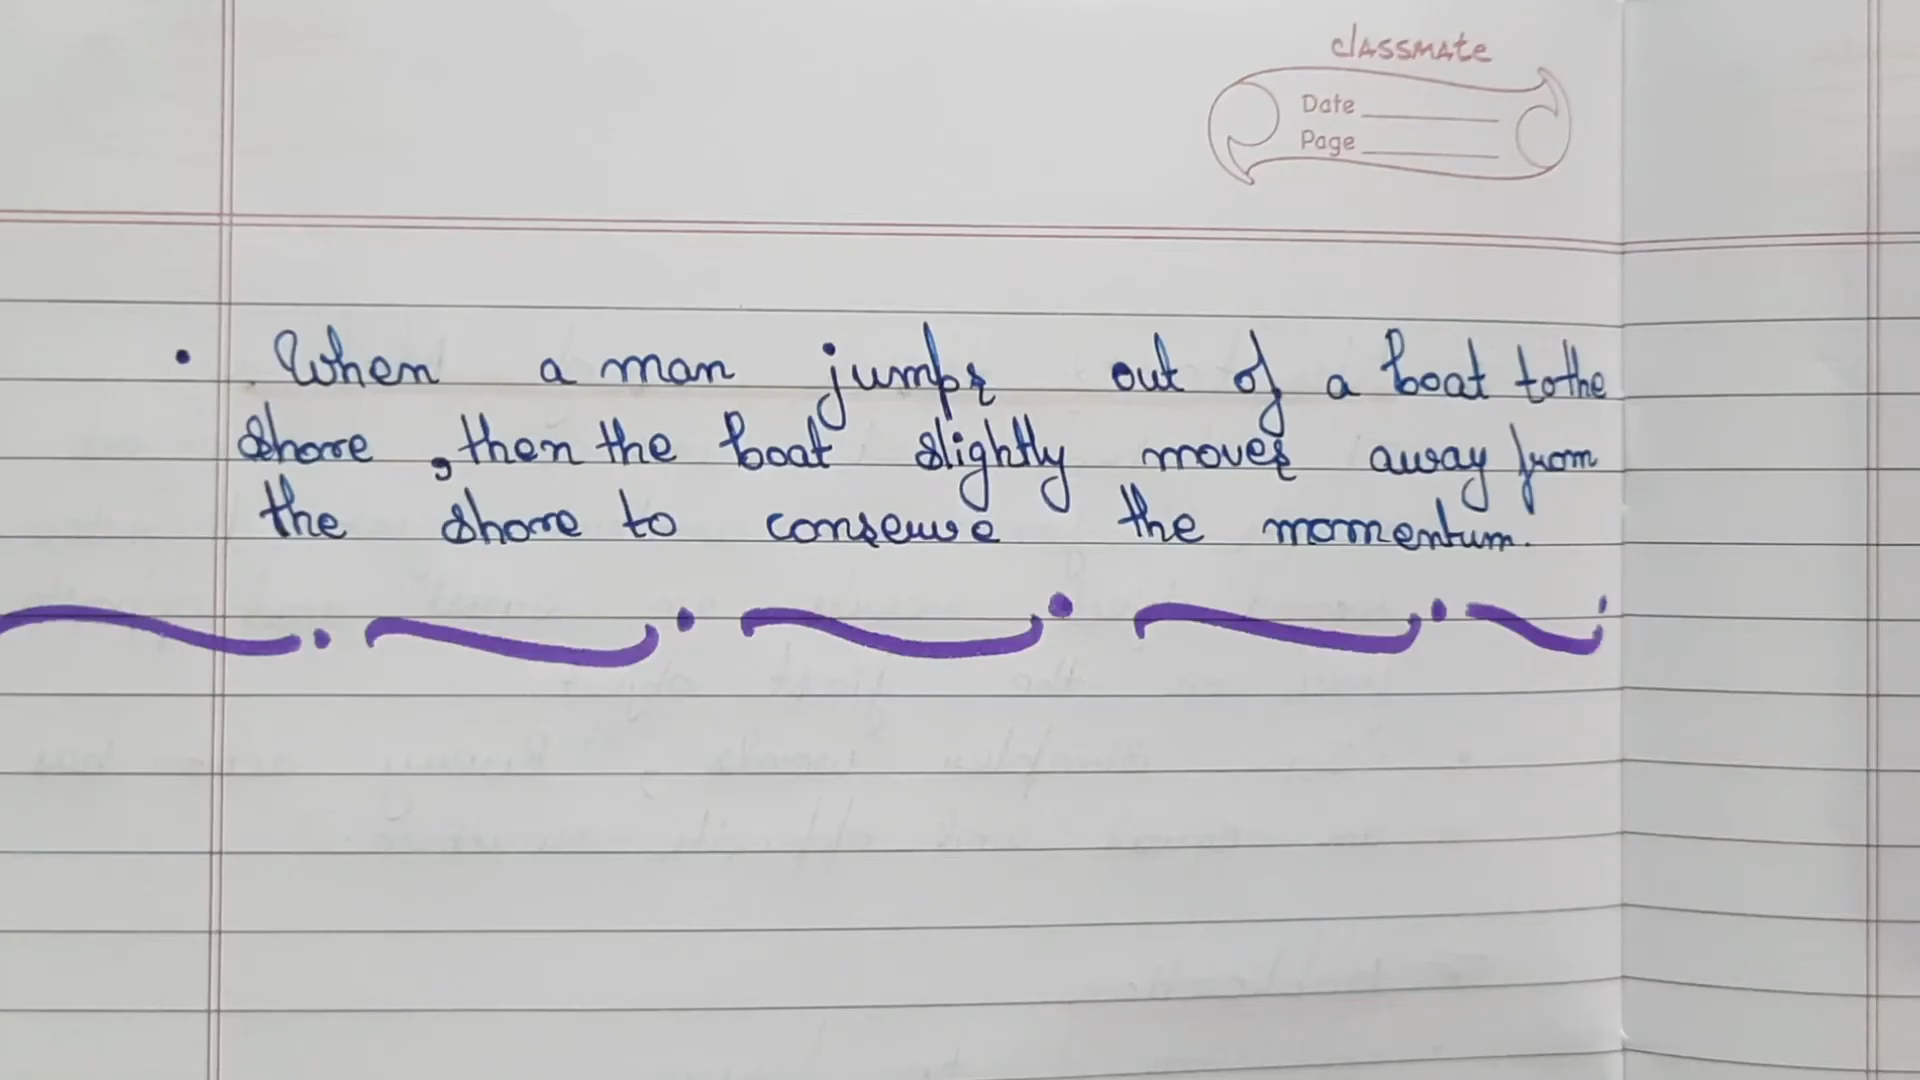 classmate
Date
Page
• When a man jumps out of a boat to the
shore , then the boat slightly moves away from
the shore to conserve the momentum.